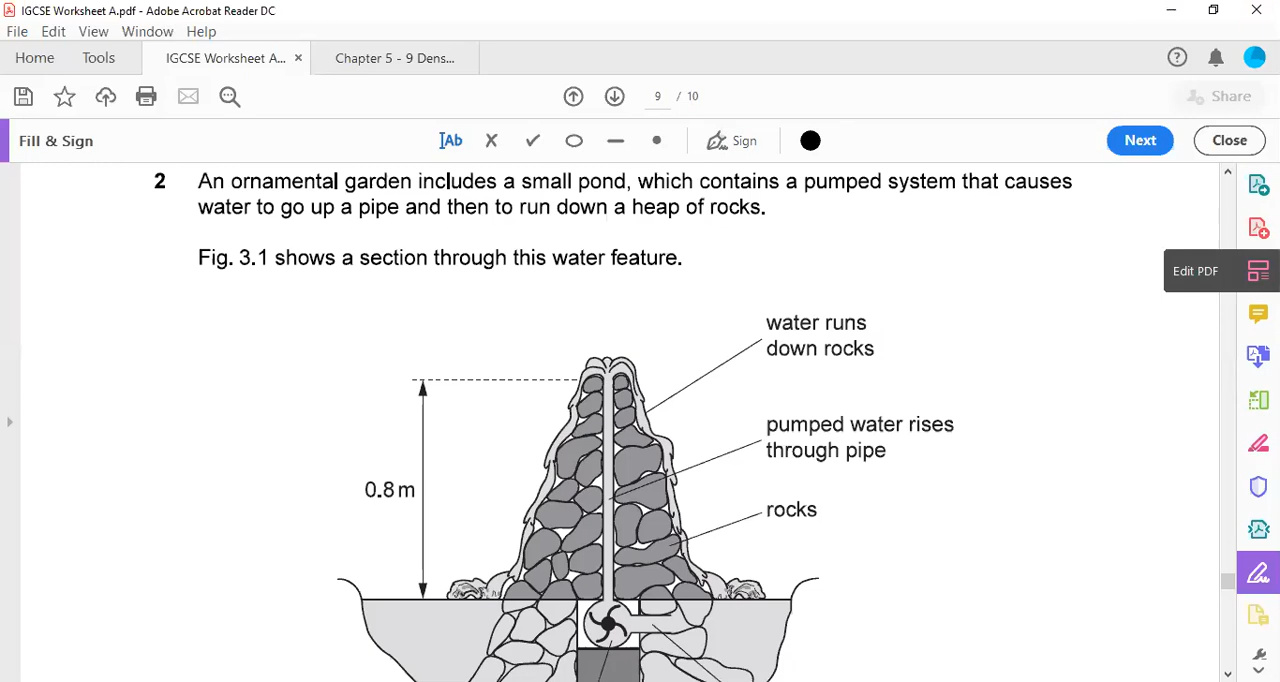 IGCSE Worksheet A.pdf - Adobe Acrobat Reader DC
File Edit View Window Help
Home Tools IGCSE Worksheet A... × Chapter 5 - 9 Dens...
9 / 10
Share
Fill & Sign
Ab
Sign
Next
Close
2 An ornamental garden includes a small pond, which contains a pumped system that causes
water to go up a pipe and then to run down a heap of rocks.
Fig. 3.1 shows a section through this water feature.
Edit PDF
water runs
down rocks
pumped water rises
through pipe
0.8 m
rocks